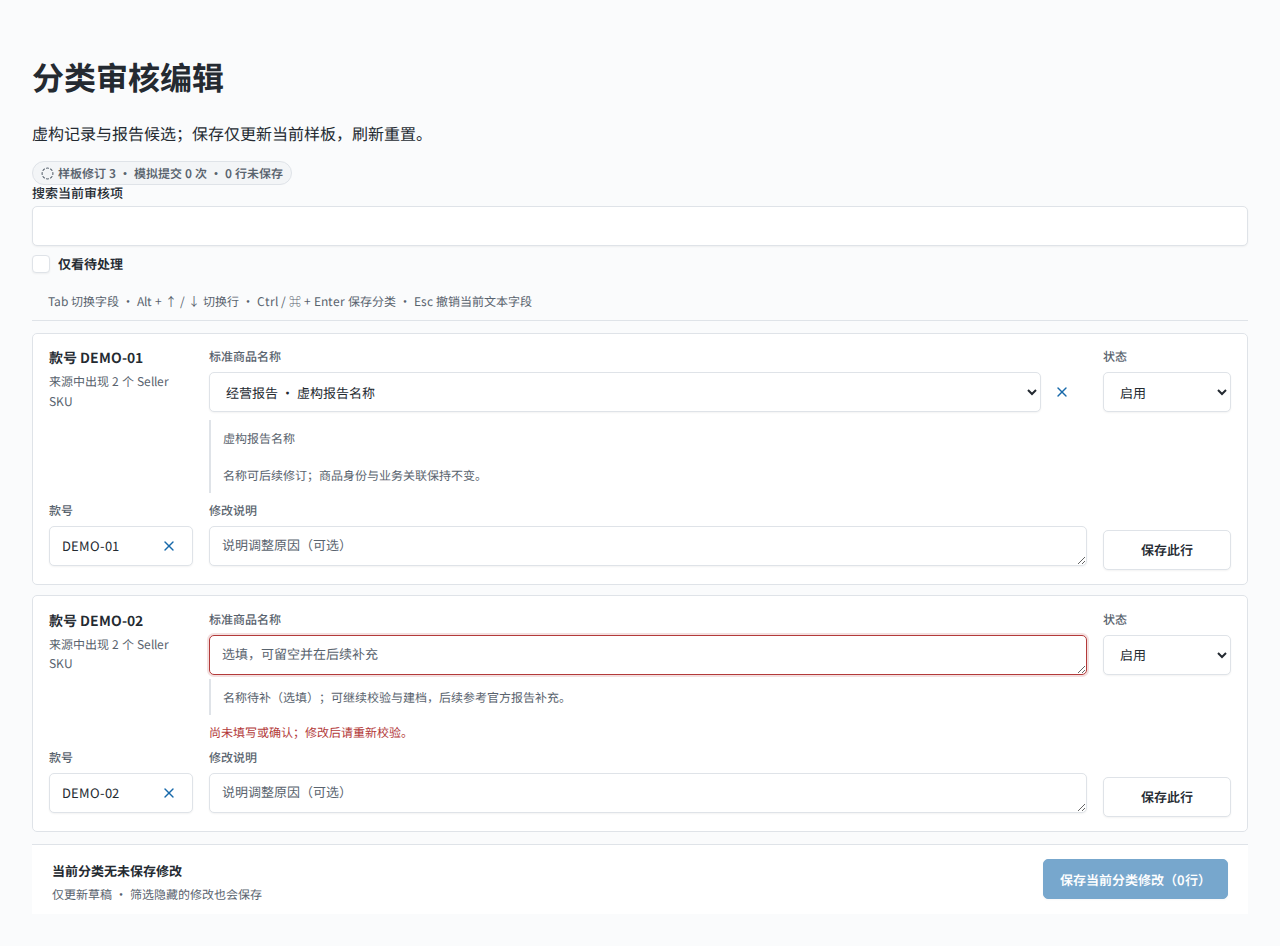 分类审核编辑
虚构记录与报告候选；保存仅更新当前样板，刷新重置。
样板修订 3 · 模拟提交 0 次 · 0 行未保存
搜索当前审核项
仅看待处理
Tab 切换字段 · Alt + ↑ / ↓ 切换行 · Ctrl / ⌘ + Enter 保存分类 · Esc 撤销当前文本字段
款号 DEMO-01
来源中出现 2 个 Seller
SKU
标准商品名称
经营报告 · 虚构报告名称
状态
启用
虚构报告名称
名称可后续修订；商品身份与业务关联保持不变。
款号
DEMO-01
修改说明
说明调整原因（可选）
保存此行
款号 DEMO-02
来源中出现 2 个 Seller
SKU
标准商品名称
选填，可留空并在后续补充
状态
启用
名称待补（选填）；可继续校验与建档，后续参考官方报告补充。
尚未填写或确认；修改后请重新校验。
款号
DEMO-02
修改说明
说明调整原因（可选）
保存此行
当前分类无未保存修改
仅更新草稿 · 筛选隐藏的修改也会保存
保存当前分类修改（0行）